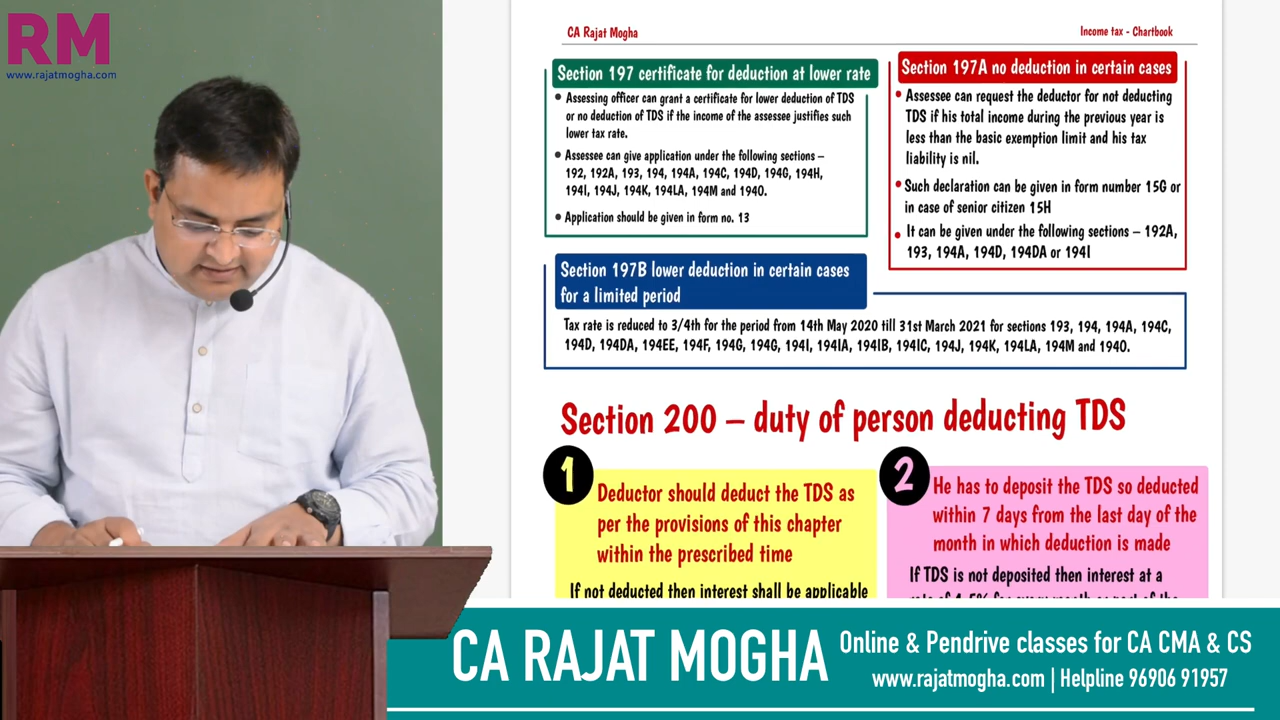 RM
www.rajatmogha.com
CA Rajat Mogha
Income tax - Chartbook
Section 197 certificate for deduction at lower rate
• Assessing officer can grant a certificate for lower deduction of TDS
or no deduction of TDS if the income of the assessee justifies such
lower tax rate.
• Assessee can give application under the following sections –
192, 192A, 193, 194, 194A, 194C, 194D, 194G, 194H,
194I, 194J, 194K, 194LA, 194M and 194O.
• Application should be given in form no. 13
Section 197A no deduction in certain cases
• Assessee can request the deductor for not deducting
TDS if his total income during the previous year is
less than the basic exemption limit and his tax
liability is nil.
• Such declaration can be given in form number 15G or
in case of senior citizen 15H
• It can be given under the following sections – 192A,
193, 194A, 194D, 194DA or 194I
Section 197B lower deduction in certain cases
for a limited period
Tax rate is reduced to 3/4th for the period from 14th May 2020 till 31st March 2021 for sections 193, 194, 194A, 194C,
194D, 194DA, 194EE, 194F, 194G, 194G, 194I, 194IA, 194IB, 194IC, 194J, 194K, 194LA, 194M and 194O.
Section 200 – duty of person deducting TDS
1
Deductor should deduct the TDS as
per the provisions of this chapter
within the prescribed time
If not deducted then interest shall be applicable
2
He has to deposit the TDS so deducted
within 7 days from the last day of the
month in which deduction is made
If TDS is not deposited then interest at a
CA RAJAT MOGHA
Online & Pendrive classes for CA CMA & CS
www.rajatmogha.com | Helpline 96906 91957